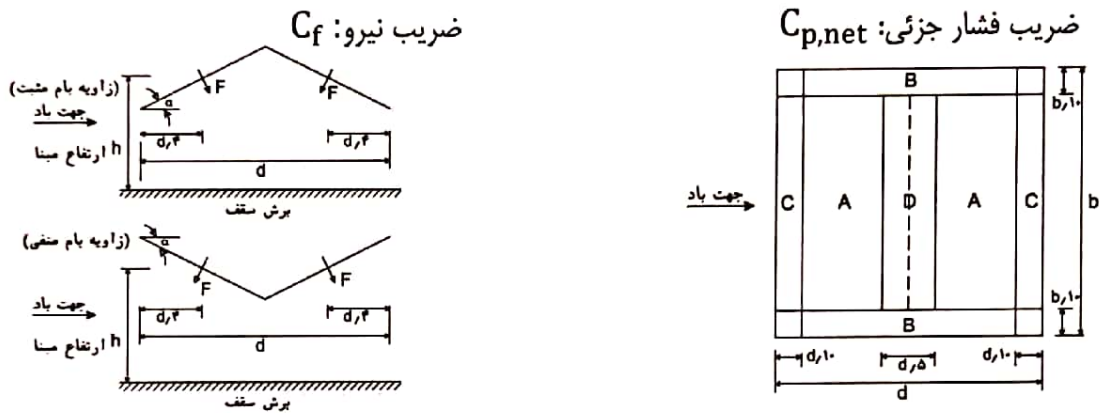 ضریب نیرو: Cf
(زاویه بام مثبت)
α
F
F
جهت باد
ارتفاع مبنا h
d/۴
d/۴
d
برش سقف
(زاویه بام منفی)
α
F
F
جهت باد
ارتفاع مبنا h
d/۴
d/۴
d
برش سقف
ضریب فشار جزئی: Cp,net
B
b/۱۰
جهت باد
C
A
D
A
C
b
b/۱۰
B
d/۱۰
d/۵
d/۱۰
d